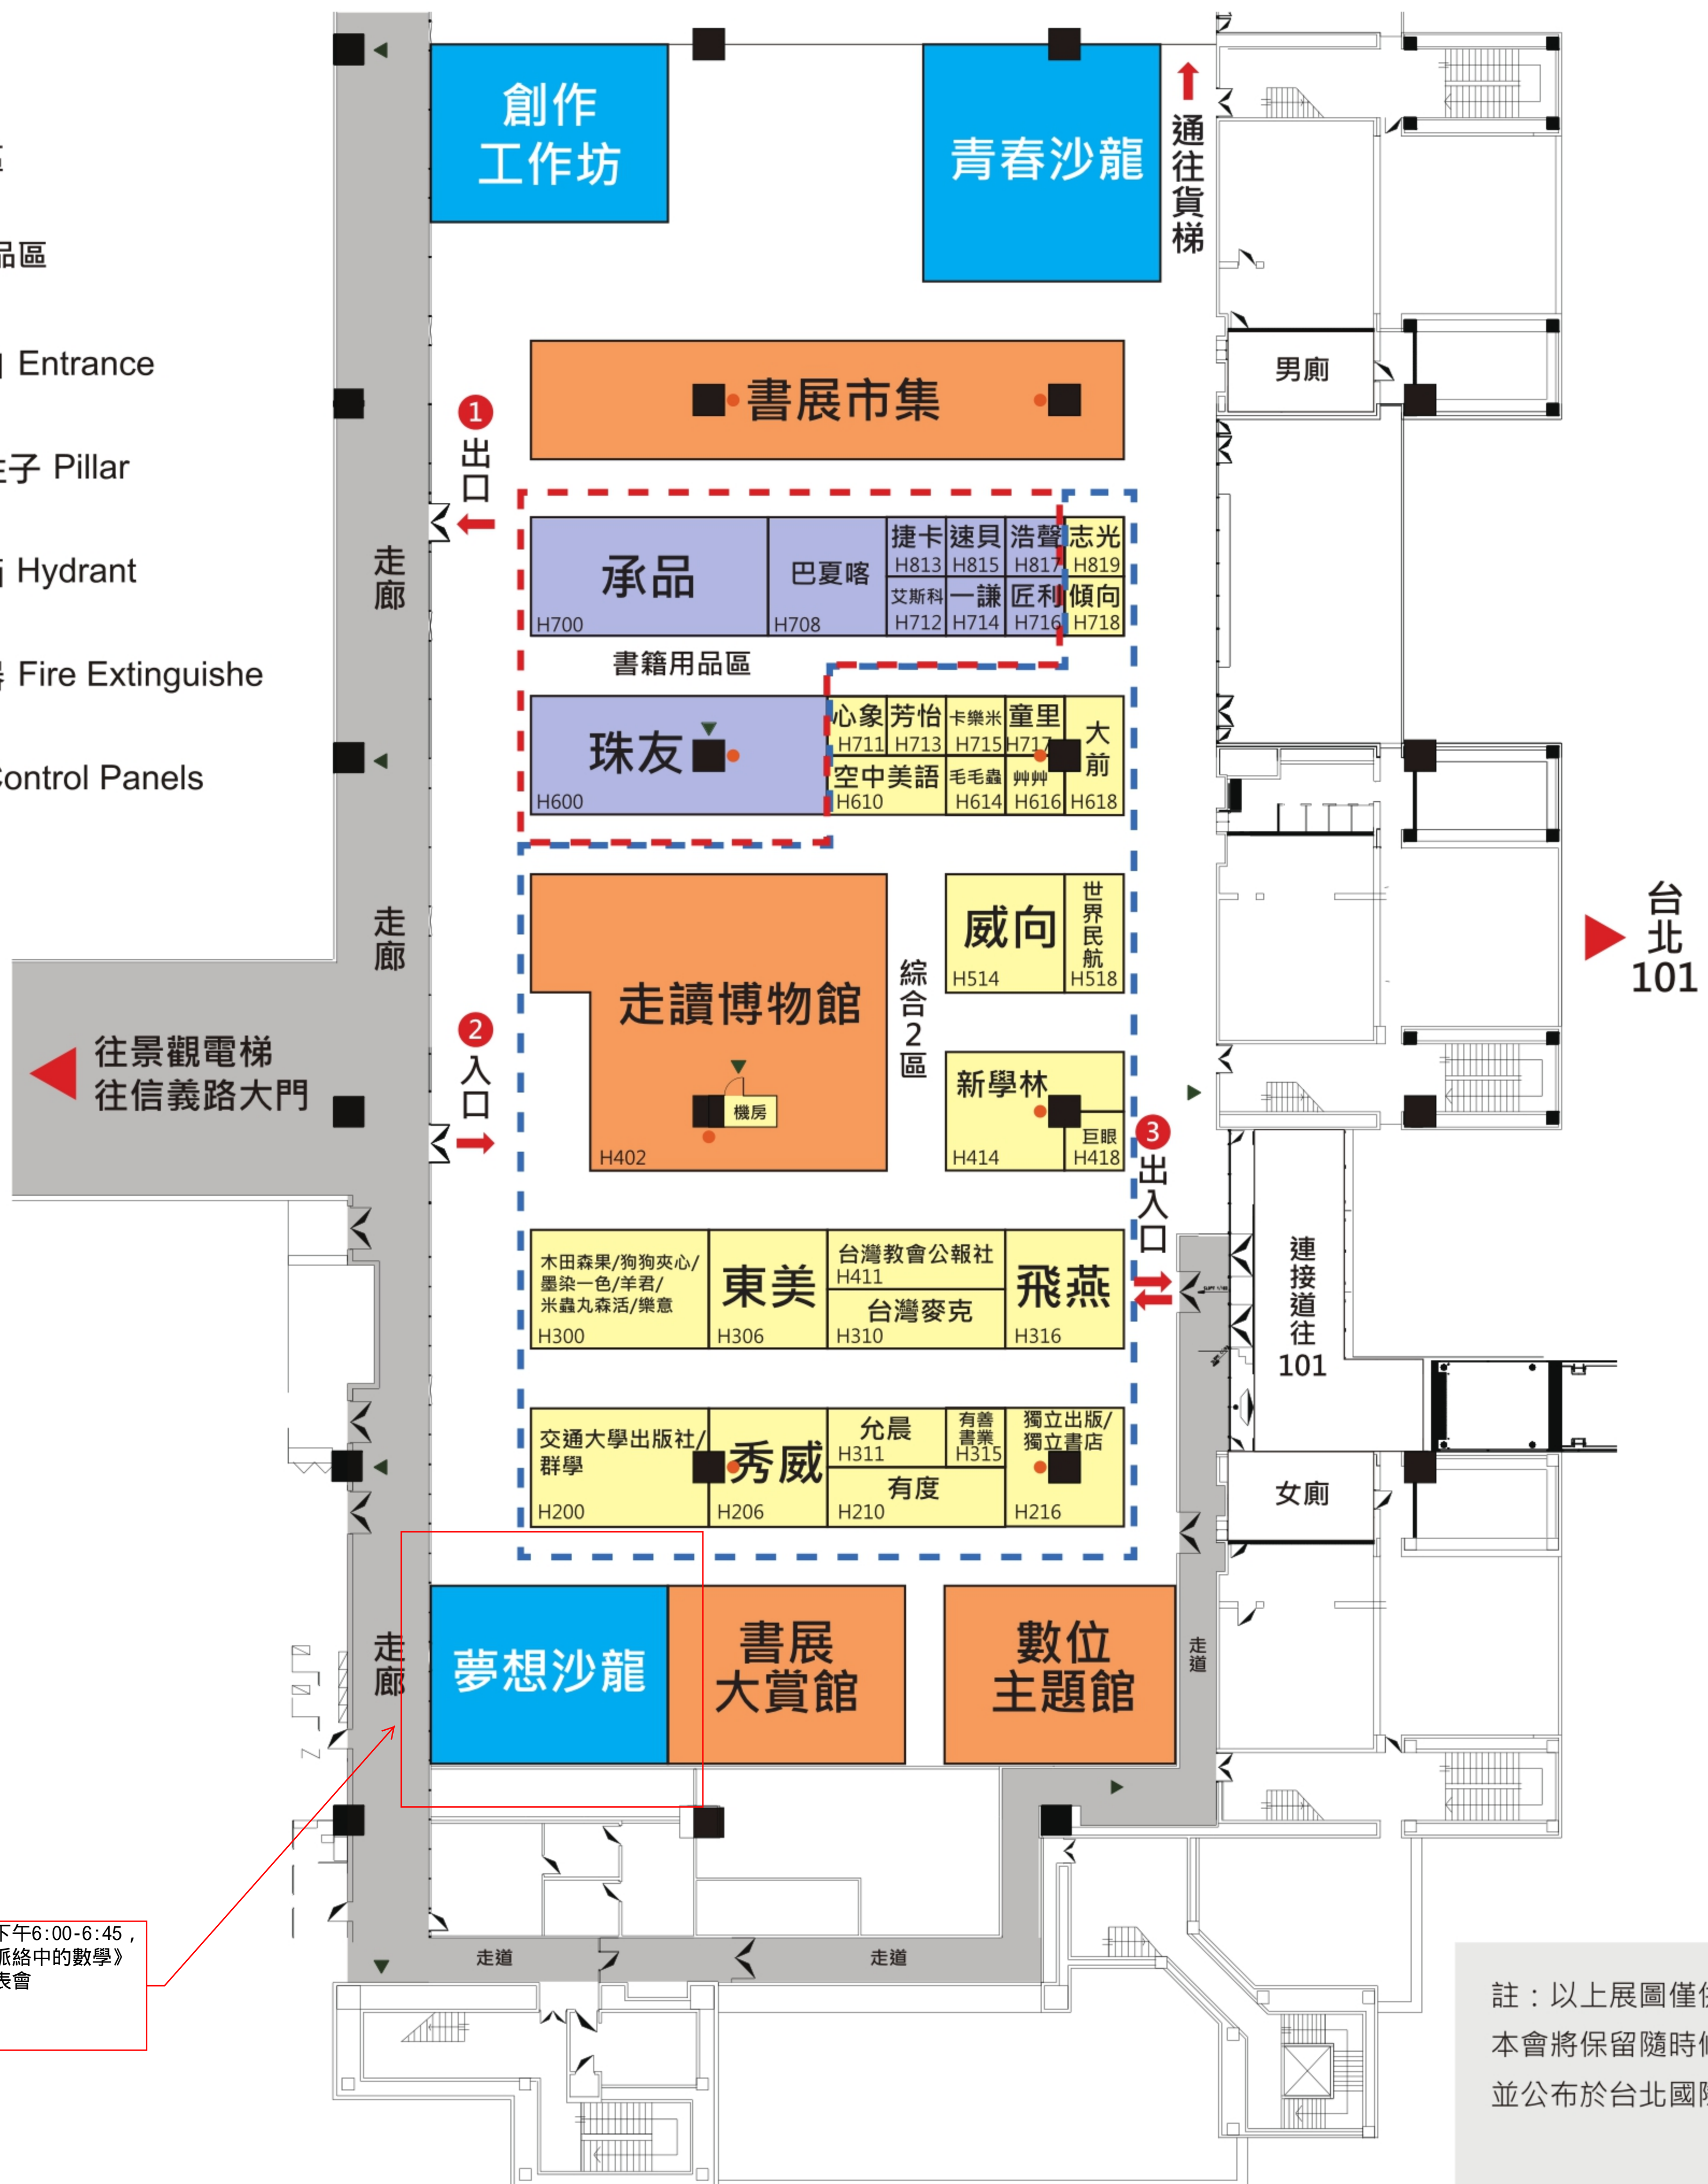 品區
Entrance
子 Pillar
Hydrant
Fire Extinguishe
Control Panels
創作
工作坊
青春沙龍
通往貨梯
男廁
書展市集
1
出口
走廊
承品
H700
巴夏喀
H708
捷卡
H813
速貝
H815
浩聲
H817
志光
H819
艾斯科
H712
一謙
H714
匠利
H716
傾向
H718
書籍用品區
珠友
H600
心象
H711
芳怡
H713
卡樂米
H715
童里
H717
大前
H618
空中美語
H610
毛毛蟲
H614
艸艸
H616
走廊
走讀博物館
機房
H402
綜合2區
威向
H514
世界民航
H518
台北
101
往景觀電梯
往信義路大門
2
入口
新學林
H414
巨眼
H418
3
出入口
木田森果/狗狗夾心/
墨染一色/羊君/
米蟲丸森活/樂意
H300
東美
H306
台灣教會公報社
H411
台灣麥克
H310
飛燕
H316
連接道往
101
交通大學出版社/
群學
H200
秀威
H206
允晨
H311
有善
書業
H315
有度
H210
獨立出版/
獨立書店
H216
女廁
走廊
夢想沙龍
書展
大賞館
數位
主題館
走道
下午6:00-6:45，
脈絡中的數學》
表會
走道
走道
註：以上展圖僅
本會將保留隨時
並公布於台北國